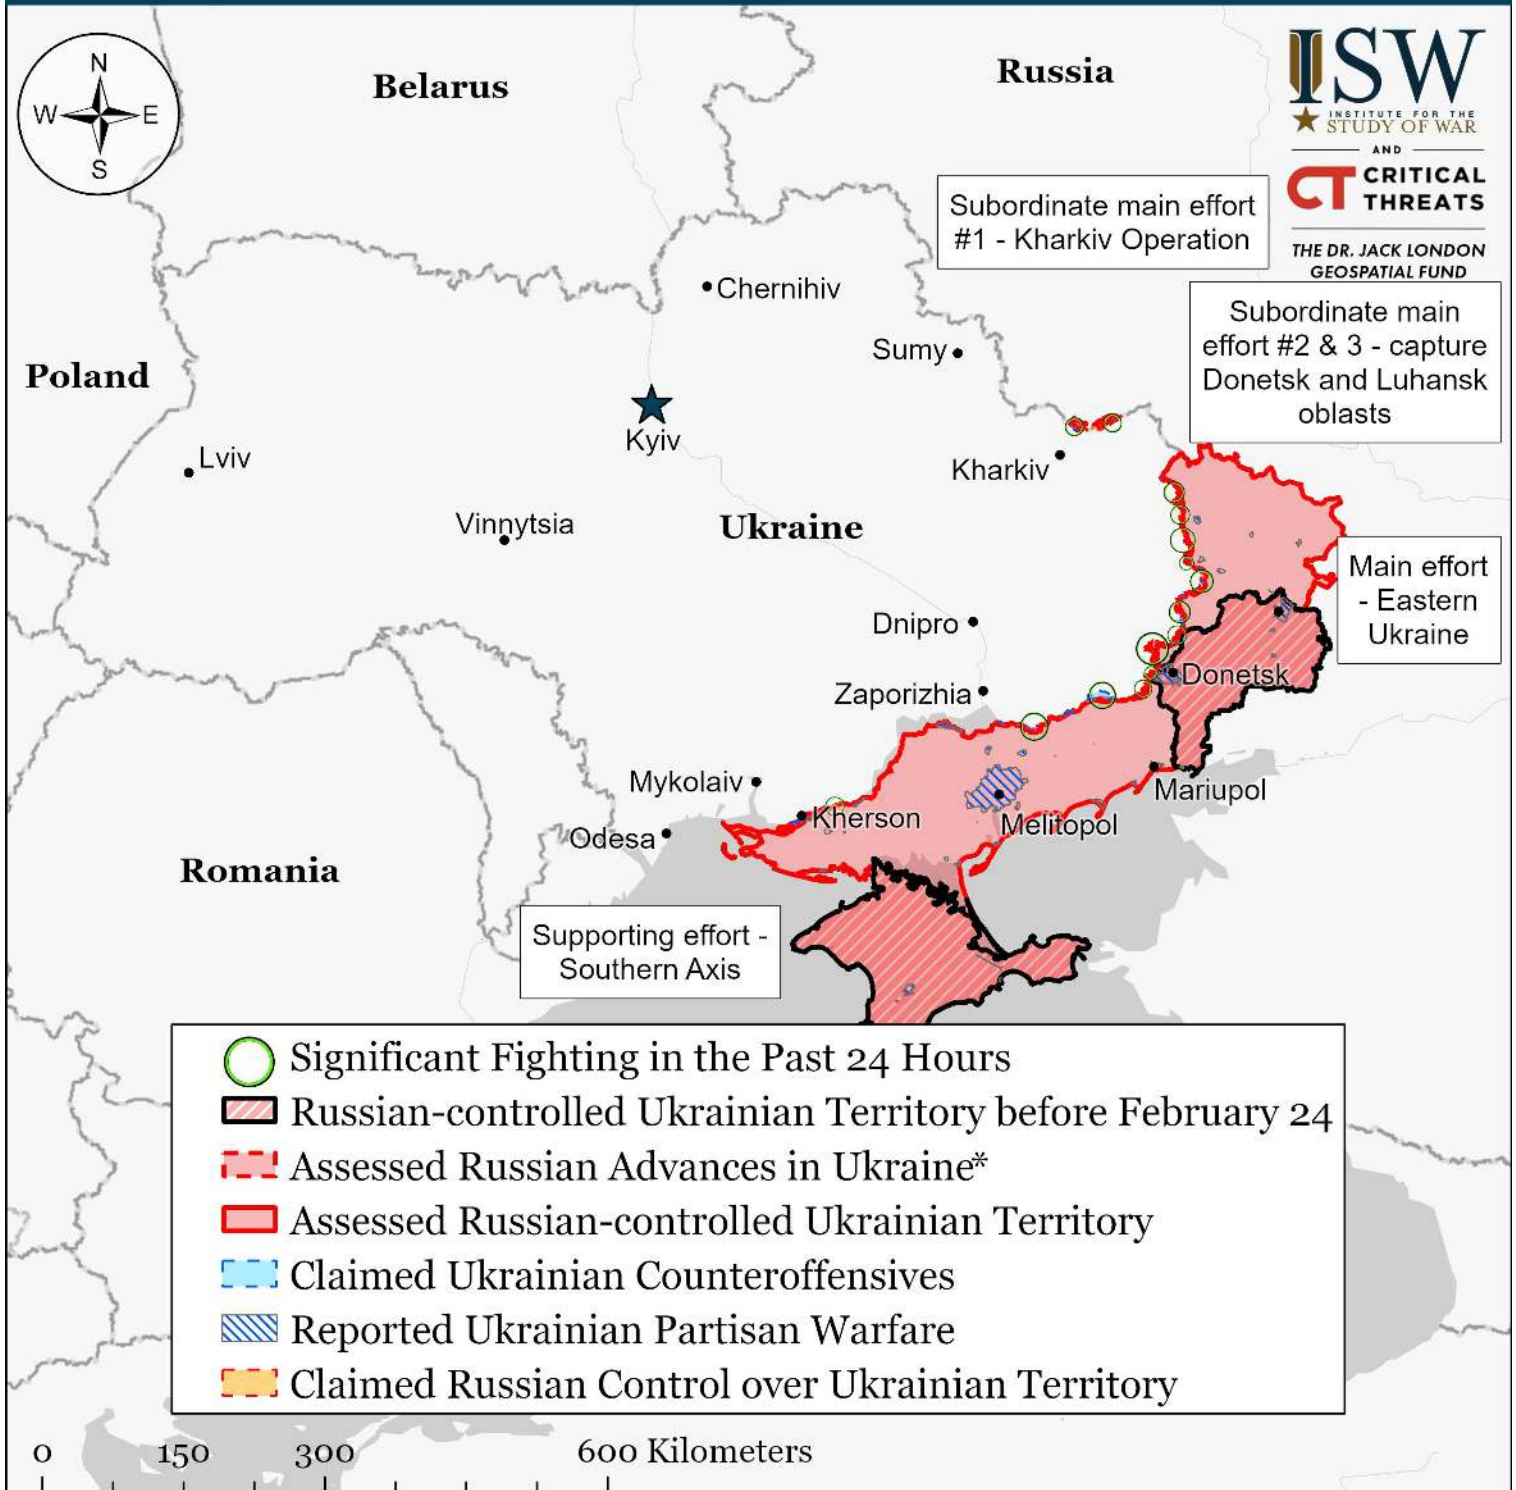 N
W
E
S
Belarus
Russia
ISW
INSTITUTE FOR THE
STUDY OF WAR
AND
CT CRITICAL
THREATS
THE DR. JACK LONDON
GEOSPATIAL FUND
Subordinate main effort
#1 - Kharkiv Operation
Chernihiv
Subordinate main
effort #2 & 3 - capture
Donetsk and Luhansk
oblasts
Sumy
Poland
Kyiv
Lviv
Kharkiv
Vinnytsia
Ukraine
Main effort
- Eastern
Ukraine
Dnipro
Donetsk
Zaporizhia
Mykolaiv
Mariupol
Kherson
Melitopol
Odesa
Romania
Supporting effort -
Southern Axis
Significant Fighting in the Past 24 Hours
Russian-controlled Ukrainian Territory before February 24
Assessed Russian Advances in Ukraine*
Assessed Russian-controlled Ukrainian Territory
Claimed Ukrainian Counteroffensives
Reported Ukrainian Partisan Warfare
Claimed Russian Control over Ukrainian Territory
0 150 300 600 Kilometers